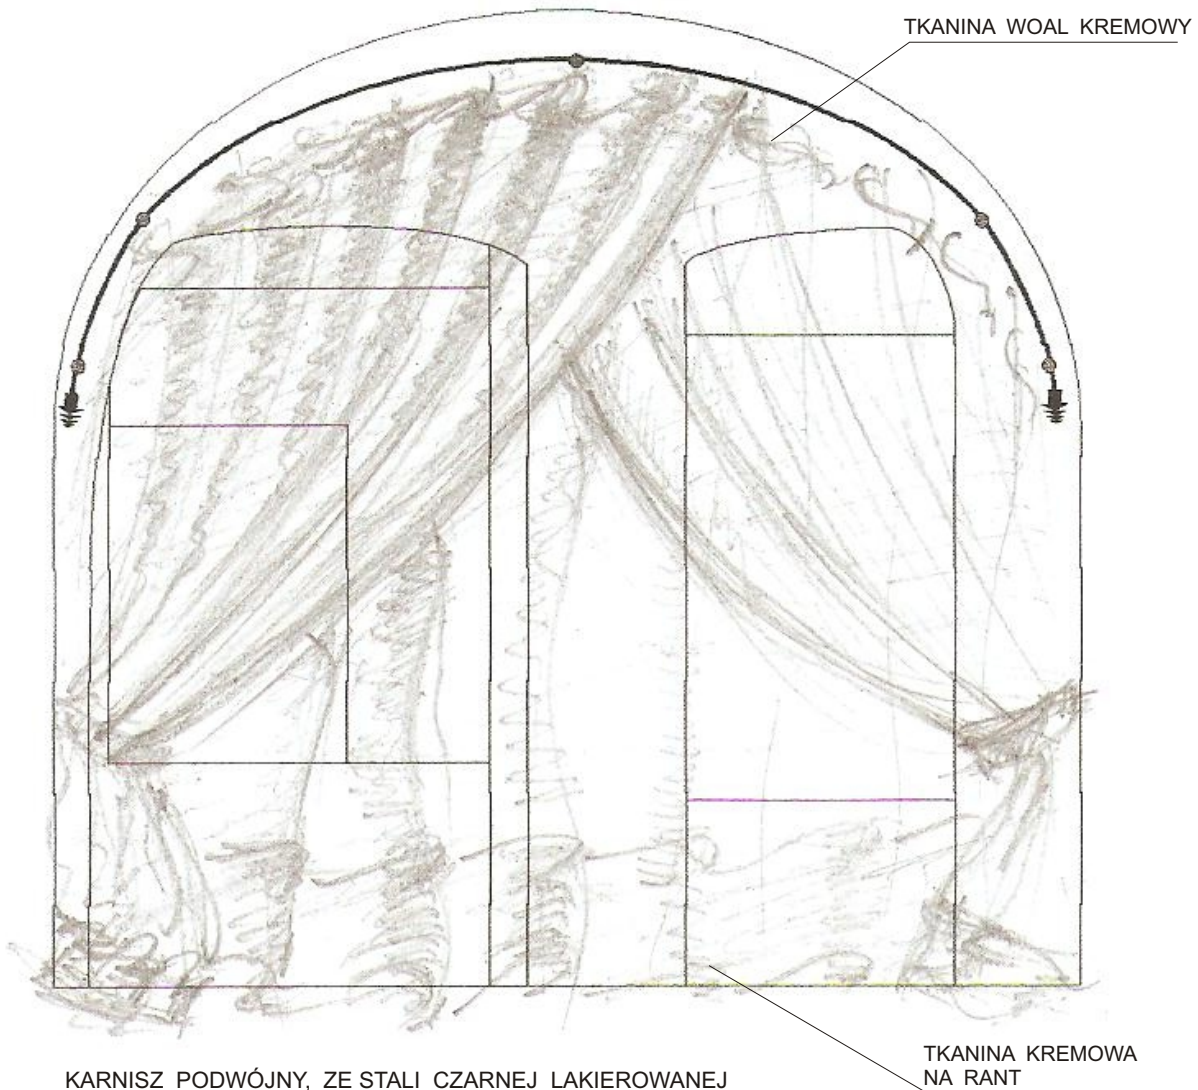 TKANINA WOAL KREMOWY
TKANINA KREMOWA
NA RANT
KARNISZ PODWÓJNY, ZE STALI CZARNEJ LAKIEROWANEJ